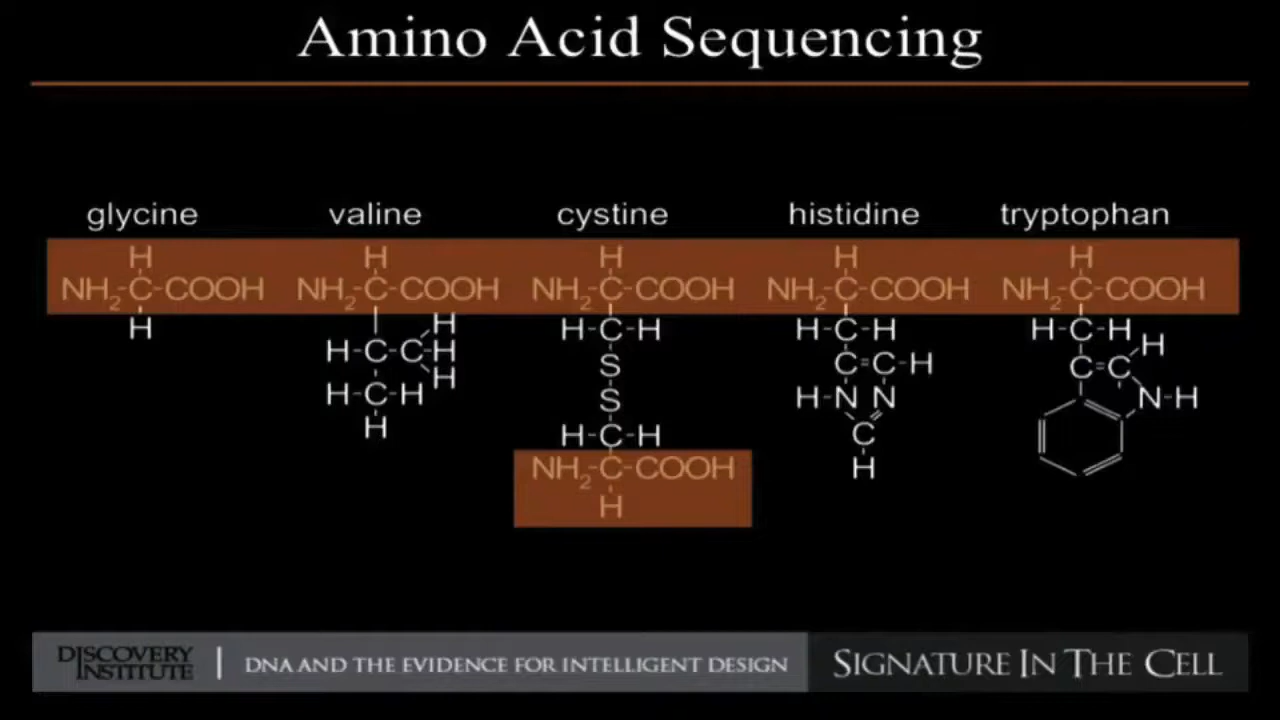 Amino Acid Sequencing
glycine valine cystine histidine tryptophan
H H H H H
NH2-C-COOH NH2-C-COOH NH2-C-COOH NH2-C-COOH NH2-C-COOH
H H-C-H H-C-H H-C-H
H H
H-C-C-H S C=C-H C=C
H
H-C-H S H-N N N-H
H H-C-H C
NH2-C-COOH H
H
DISCOVERY INSTITUTE | DNA AND THE EVIDENCE FOR INTELLIGENT DESIGN SIGNATURE IN THE CELL